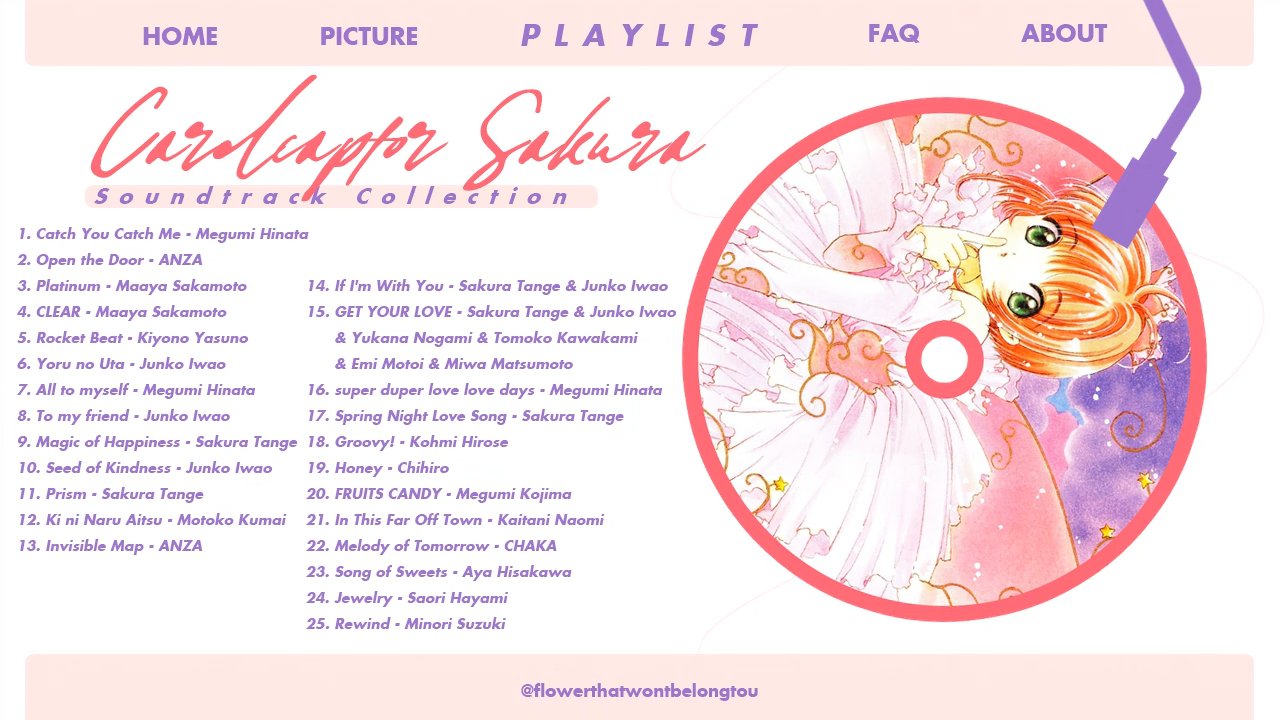 HOME
PICTURE
PLAYLIST
FAQ
ABOUT
Cardcaptor Sakura
Soundtrack Collection
1. Catch You Catch Me - Megumi Hinata
2. Open the Door - ANZA
3. Platinum - Maaya Sakamoto
4. CLEAR - Maaya Sakamoto
5. Rocket Beat - Kiyono Yasuno
6. Yoru no Uta - Junko Iwao
7. All to myself - Megumi Hinata
8. To my friend - Junko Iwao
9. Magic of Happiness - Sakura Tange
10. Seed of Kindness - Junko Iwao
11. Prism - Sakura Tange
12. Ki ni Naru Aitsu - Motoko Kumai
13. Invisible Map - ANZA
14. If I'm With You - Sakura Tange & Junko Iwao
15. GET YOUR LOVE - Sakura Tange & Junko Iwao
& Yukana Nogami & Tomoko Kawakami
& Emi Motoi & Miwa Matsumoto
16. super duper love love days - Megumi Hinata
17. Spring Night Love Song - Sakura Tange
18. Groovy! - Kohmi Hirose
19. Honey - Chihiro
20. FRUITS CANDY - Megumi Kojima
21. In This Far Off Town - Kaitani Naomi
22. Melody of Tomorrow - CHAKA
23. Song of Sweets - Aya Hisakawa
24. Jewelry - Saori Hayami
25. Rewind - Minori Suzuki
@flowerthatwontbelongtou